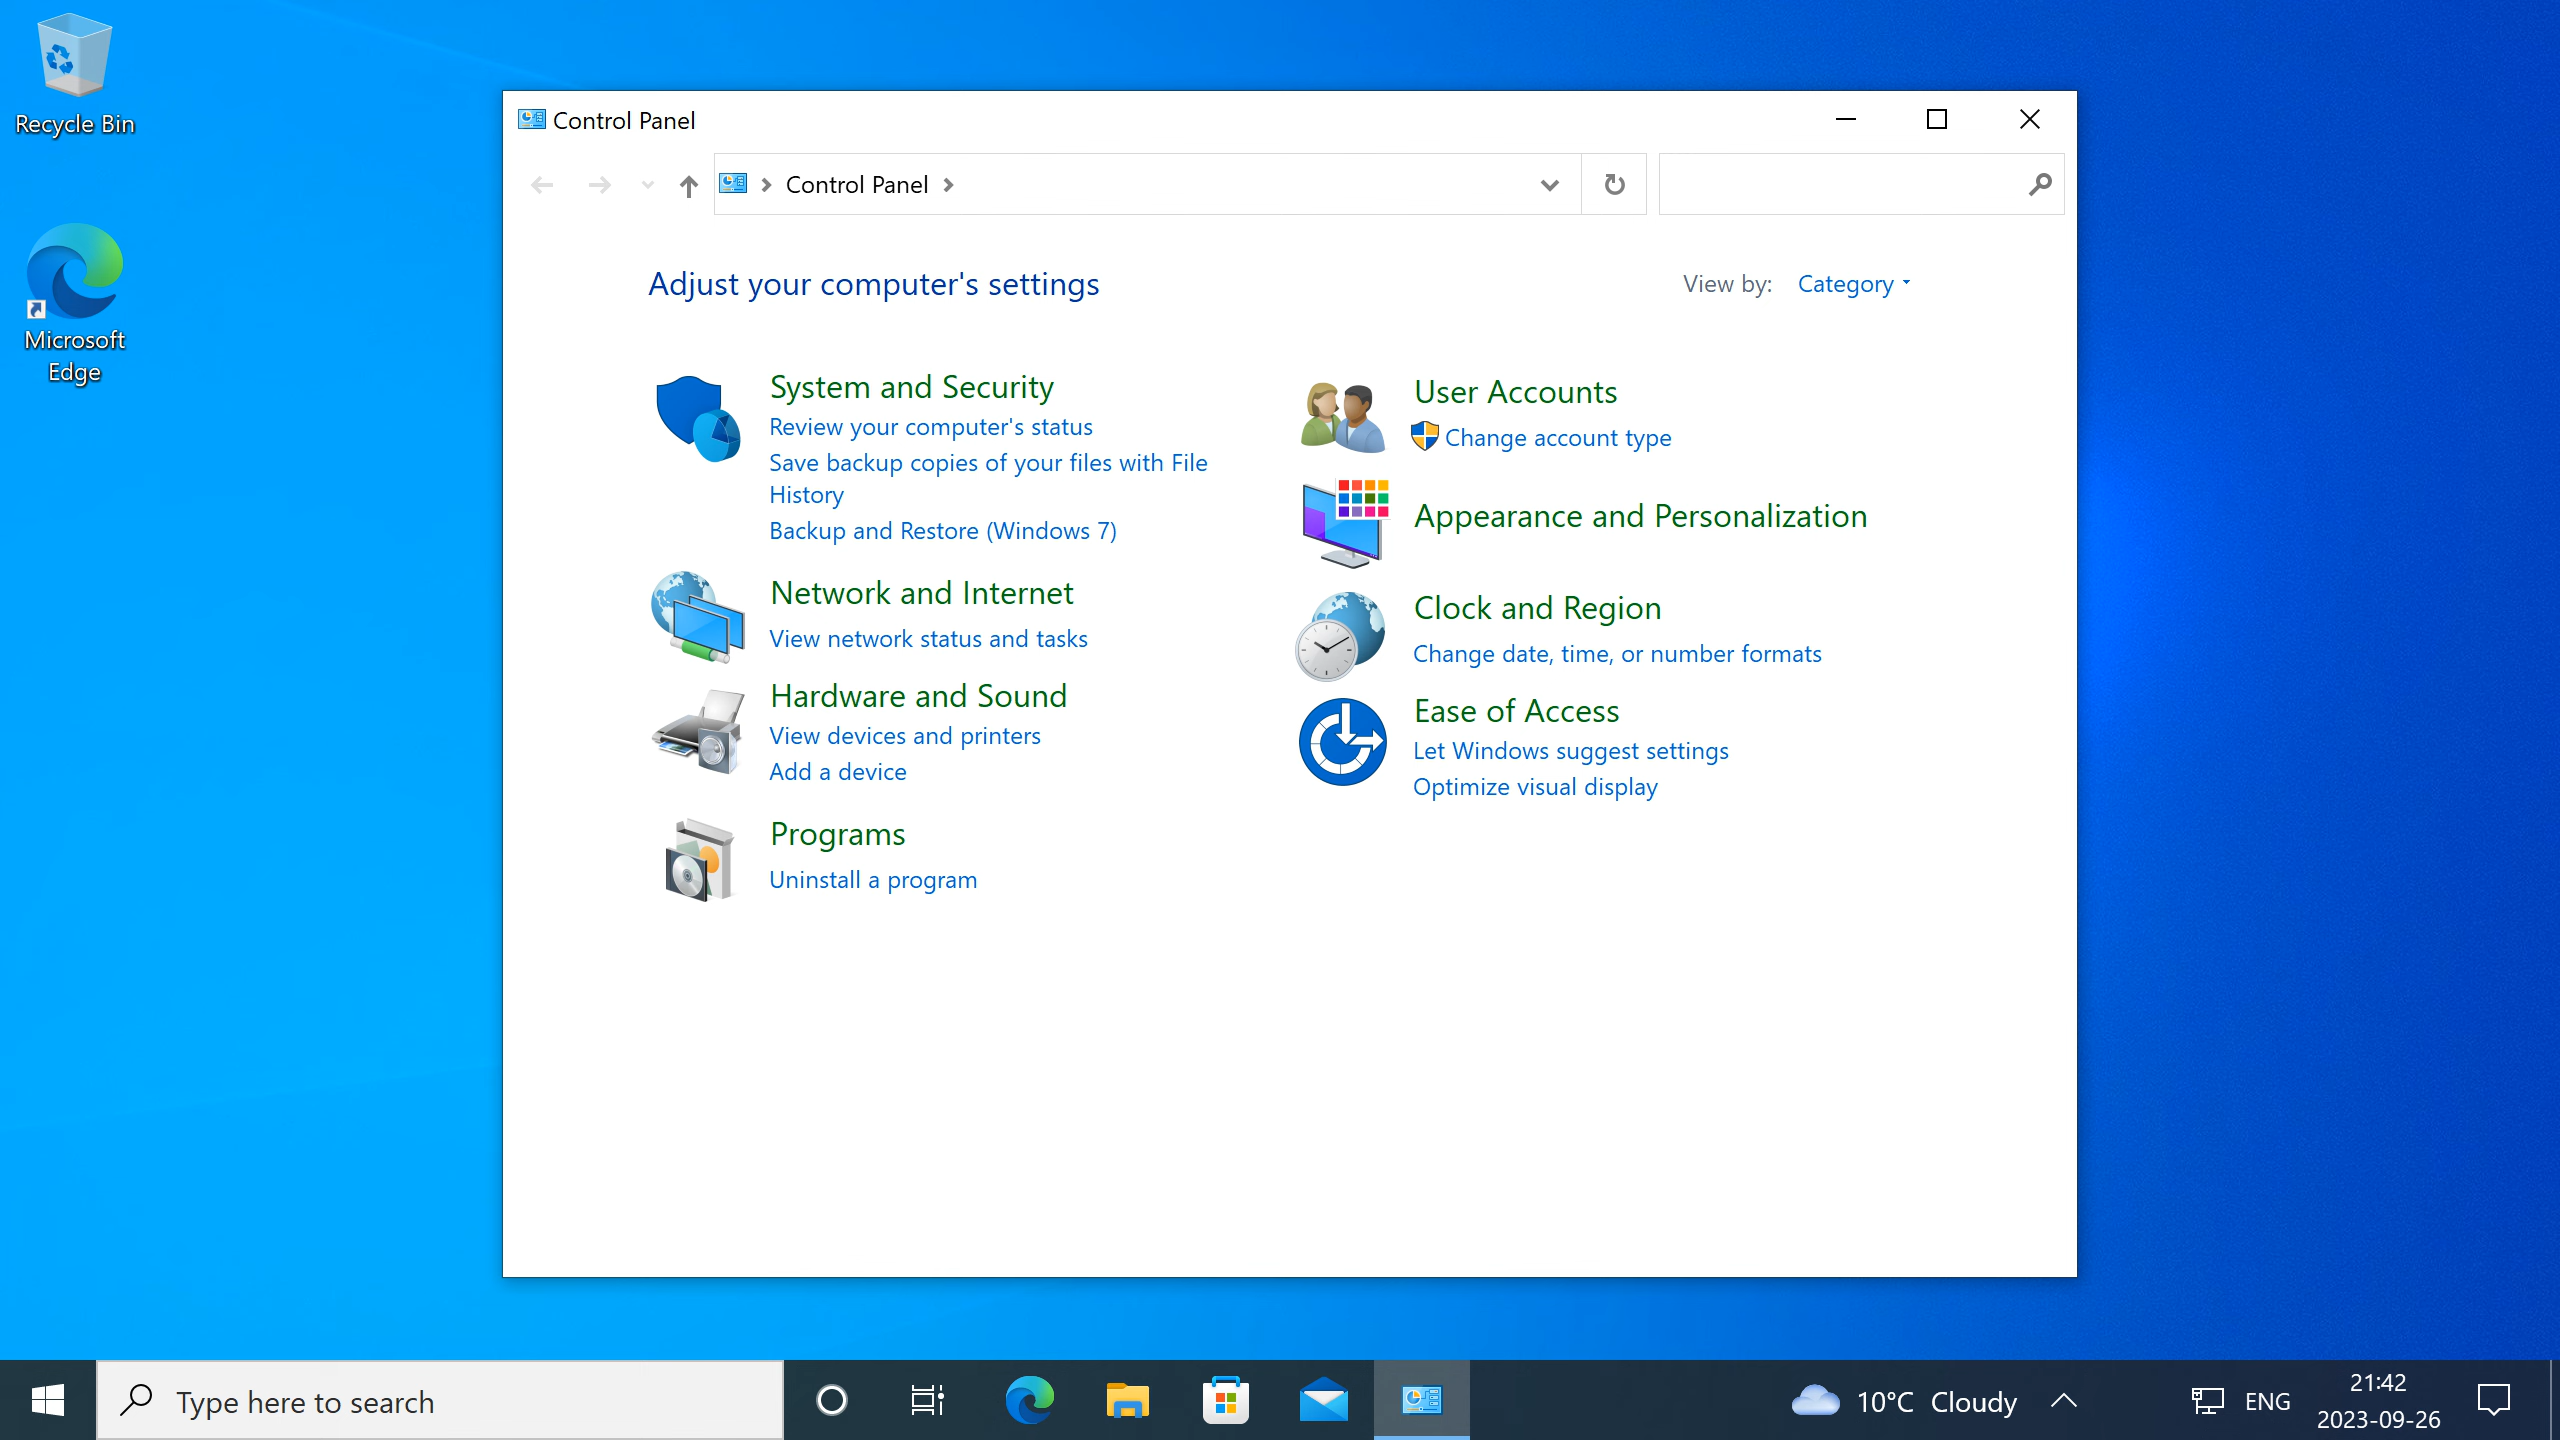 Recycle Bin
Microsoft
Edge
Control Panel
Control Panel
Adjust your computer's settings
View by: Category
System and Security
Review your computer's status
Save backup copies of your files with File
History
Backup and Restore (Windows 7)
Network and Internet
View network status and tasks
Hardware and Sound
View devices and printers
Add a device
Programs
Uninstall a program
User Accounts
Change account type
Appearance and Personalization
Clock and Region
Change date, time, or number formats
Ease of Access
Let Windows suggest settings
Optimize visual display
Type here to search
10°C Cloudy
ENG
21:42
2023-09-26